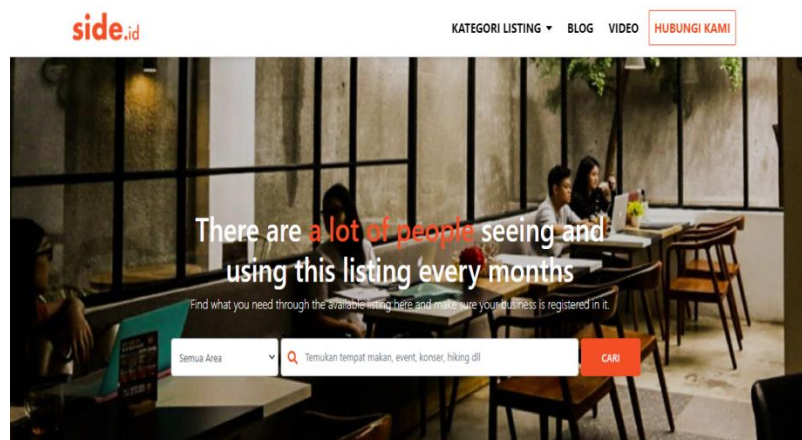 side.id
KATEGORI LISTING BLOG VIDEO HUBUNGI KAMI
There are a lot of people seeing and
using this listing every months
Find what you need through the available listing here and make sure your business is registered in it.
Semua Area Temukan tempat makan, event, konser, hiking dll CARI